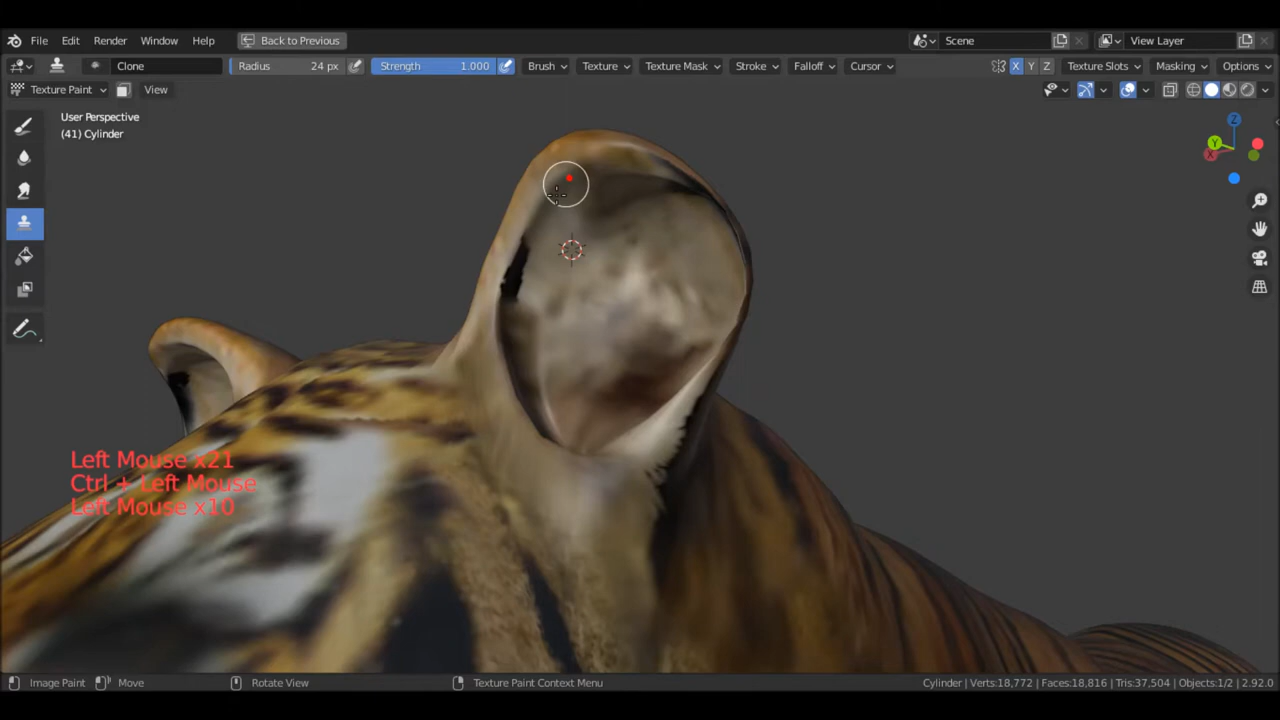 File Edit Render Window Help Back to Previous Scene View Layer
Clone Radius 24 px Strength 1.000 Brush Texture Texture Mask Stroke Falloff Cursor X Y Z Texture Slots Masking Options
Texture Paint View
User Perspective
(41) Cylinder
Z
Y
X
Left Mouse x21
Ctrl + Left Mouse
Left Mouse x10
Image Paint Move Rotate View Texture Paint Context Menu Cylinder | Verts:18,772 | Faces:18,816 | Tris:37,504 | Objects:1/2 | 2.92.0